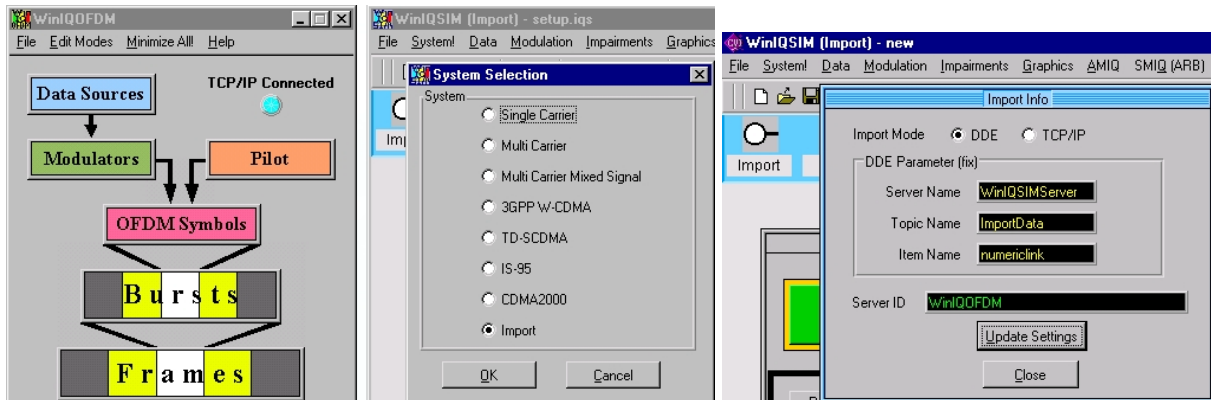 WinIQOFDM
File Edit Modes Minimize All! Help
Data Sources
TCP/IP Connected
Modulators
Pilot
OFDM Symbols
Bursts
Frames
WinIQSIM (Import) - setup.iqs
File System! Data Modulation Impairments Graphics
System Selection
System
Single Carrier
Multi Carrier
Multi Carrier Mixed Signal
3GPP W-CDMA
TD-SCDMA
IS-95
CDMA2000
Import
OK Cancel
WinIQSIM (Import) - new
File System! Data Modulation Impairments Graphics AMIQ SMIQ (ARB)
Import Info
Import
Import Mode DDE TCP/IP
DDE Parameter (fix)
Server Name WinIQSIMServer
Topic Name ImportData
Item Name numericlink
Server ID WinIQOFDM
Update Settings
Close